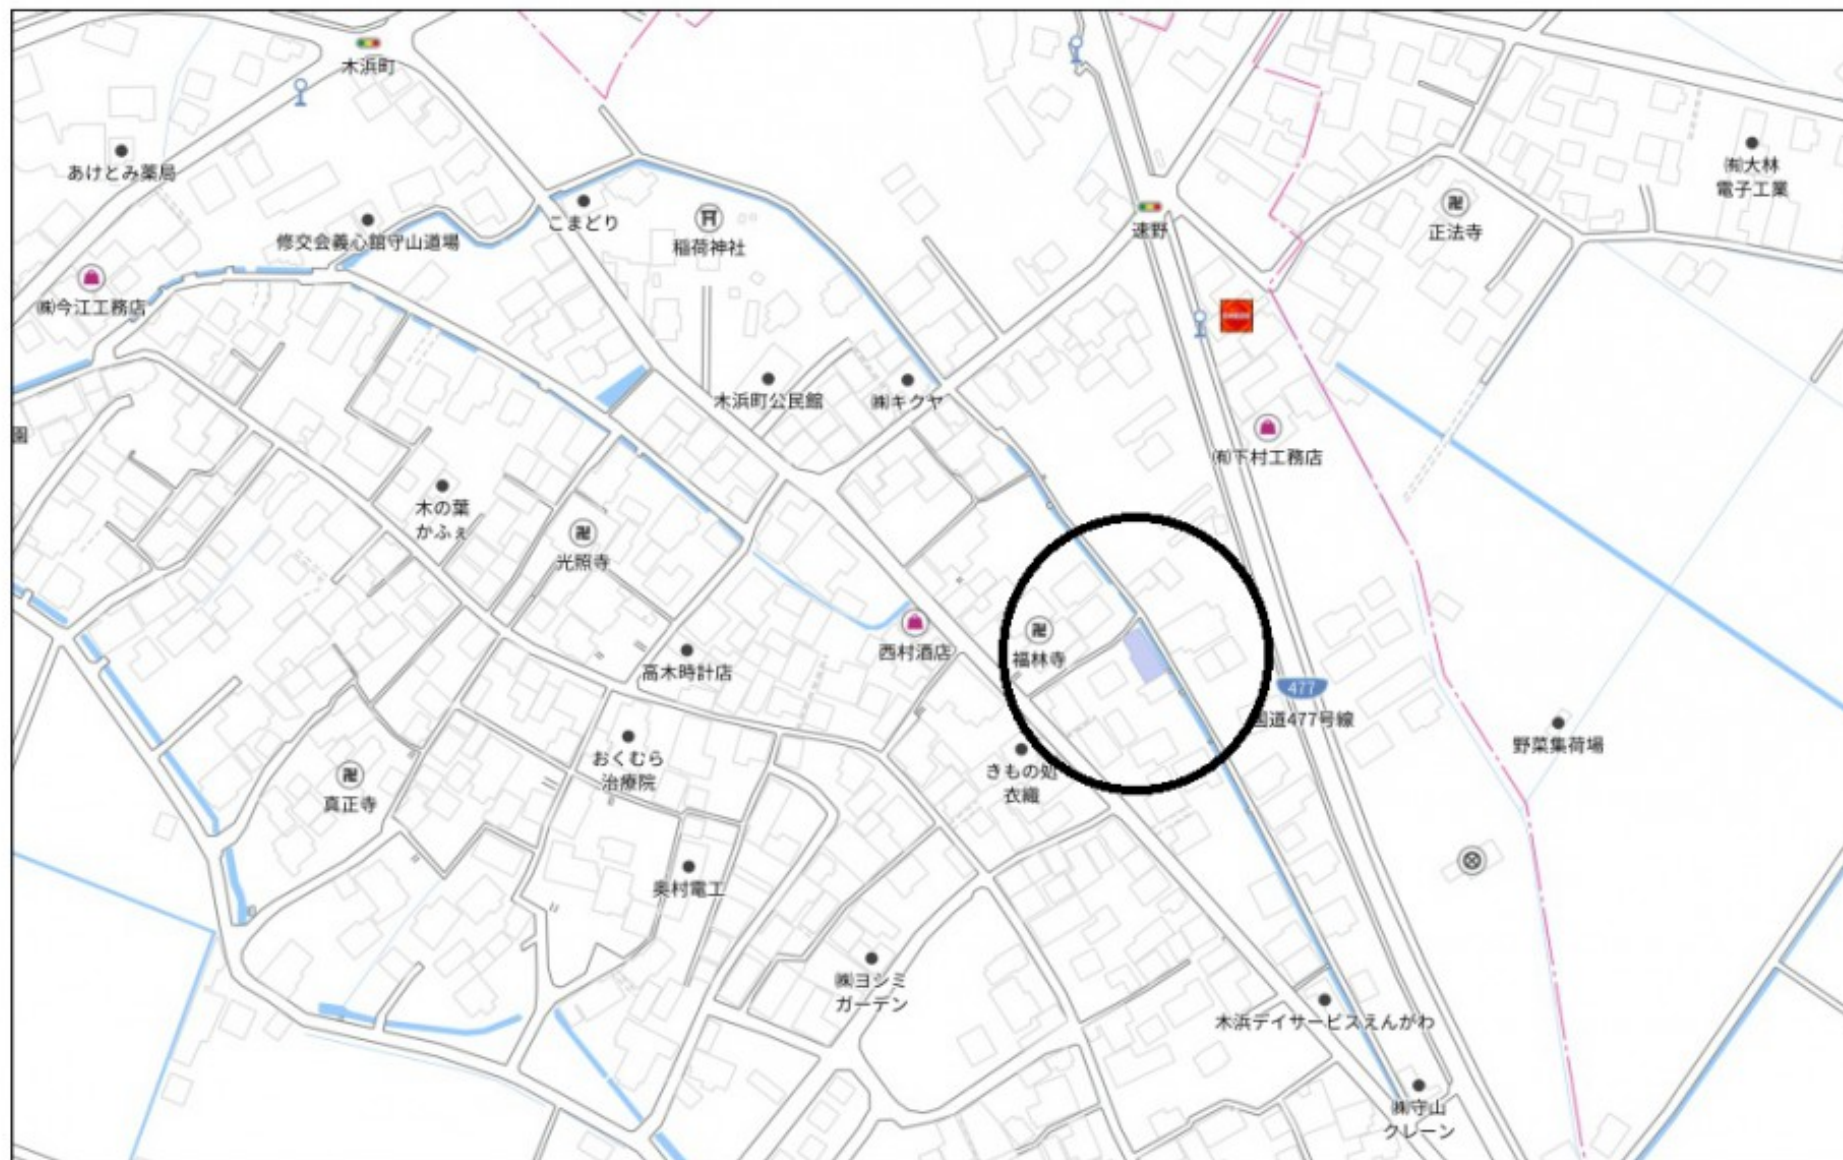 木浜町
あけとみ薬局
㈲大林
電子工業
こまどり
修交会義心館守山道場
稲荷神社
速野
正法寺
㈱今江工務店
木浜町公民館
㈱キクヤ
園
㈲下村工務店
木の葉
かふぇ
光照寺
西村酒店
福林寺
高木時計店
477
国道477号線
野菜集荷場
おくむら
治療院
きもの処
衣織
真正寺
奥村電工
㈱ヨシミ
ガーデン
木浜デイサービスえんがわ
㈱守山
クレーン